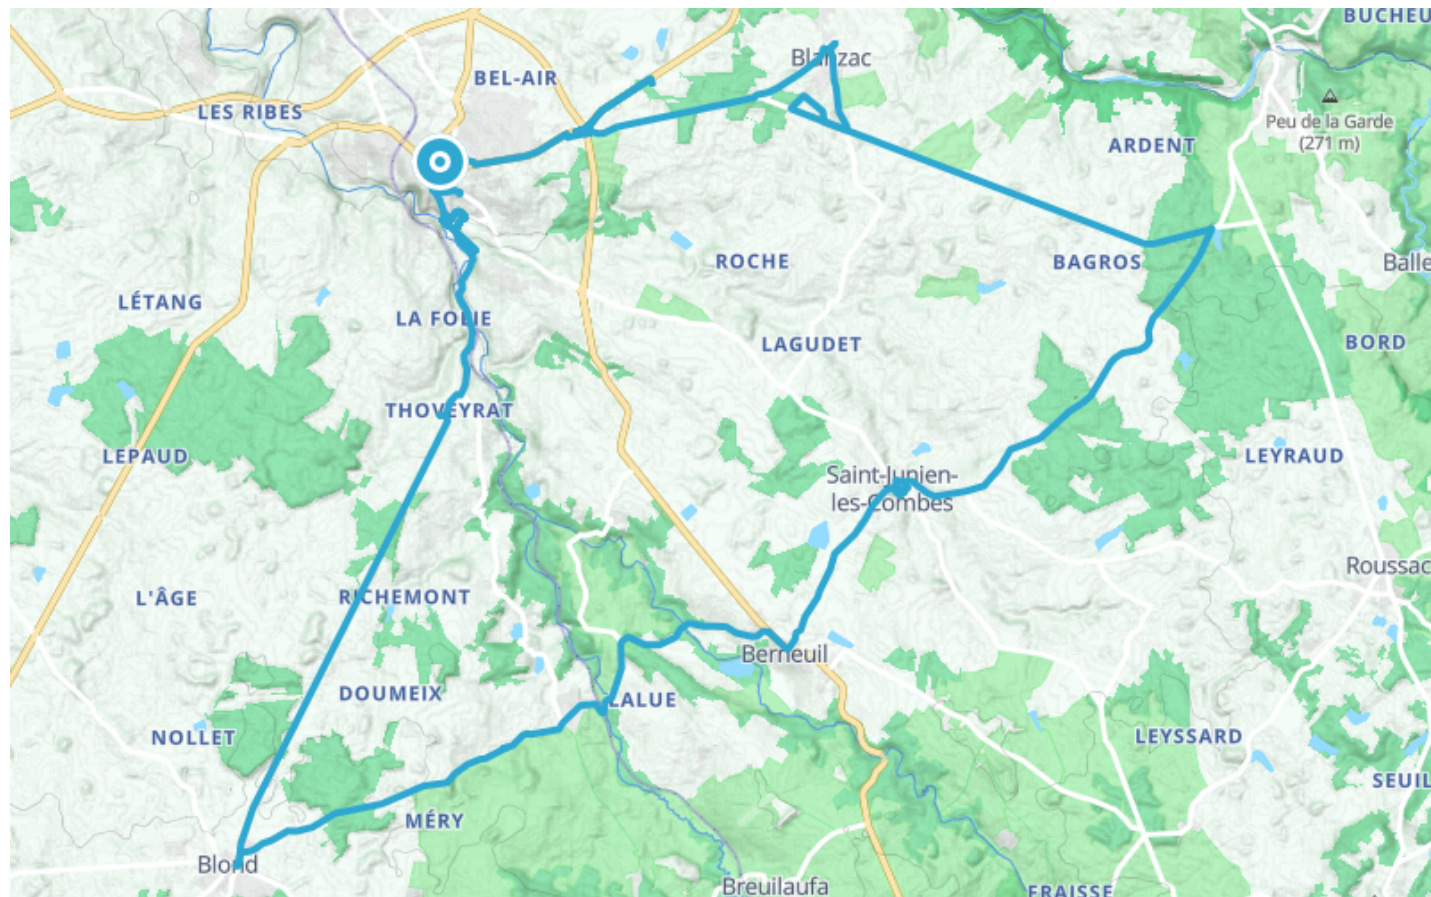 BUCHEU
Blanzac
BEL-AIR
LES RIBES
Peu de la Garde
(271 m)
ARDENT
ROCHE
BAGROS
Balle
LÉTANG
LA FOLIE
LAGUDET
BORD
THOVEYRAT
LEPAUD
LEYRAUD
Saint-Junien-
les-Combes
Roussac
L'ÂGE
RICHEMONT
Berneuil
DOUMEIX
LALUE
NOLLET
LEYSSARD
SEUIL
MÉRY
Blond
Breuilaufa
FRAISSE